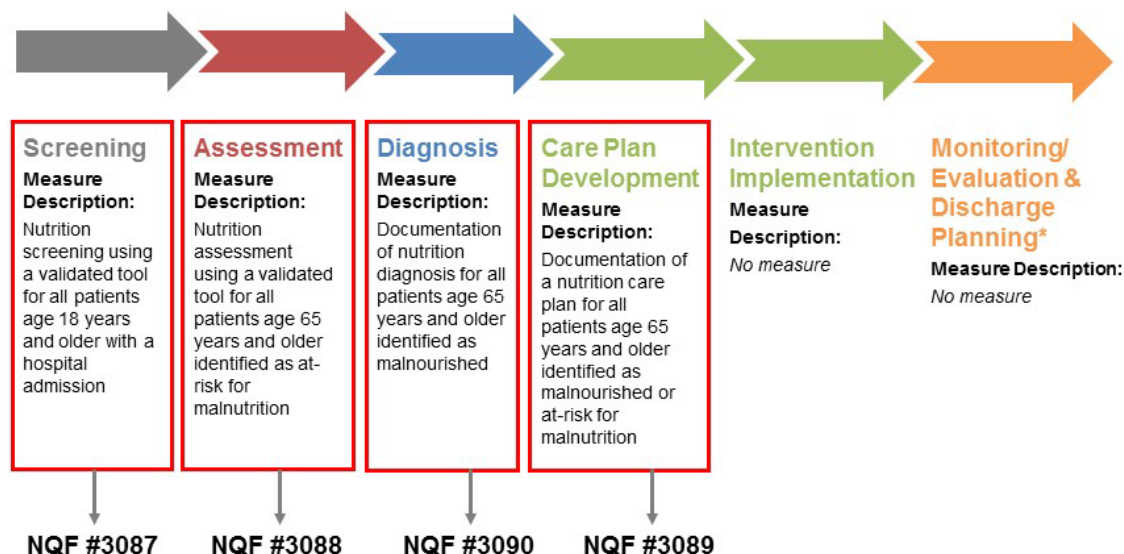 Screening
Measure
Description:
Nutrition
screening using
a validated tool
for all patients
age 18 years
and older with a
hospital
admission
Assessment
Measure
Description:
Nutrition
assessment
using a validated
tool for all
patients age 65
years and older
identified as at-
risk for
malnutrition
Diagnosis
Measure
Description:
Documentation
of nutrition
diagnosis for all
patients age 65
years and older
identified as
malnourished
Care Plan
Development
Measure
Description:
Documentation of
a nutrition care
plan for all
patients age 65
years and older
identified as
malnourished or
at-risk for
malnutrition
Intervention
Implementation
Measure
Description:
No measure
Monitoring/
Evaluation &
Discharge
Planning*
Measure Description:
No measure
NQF #3087
NQF #3088
NQF #3090
NQF #3089